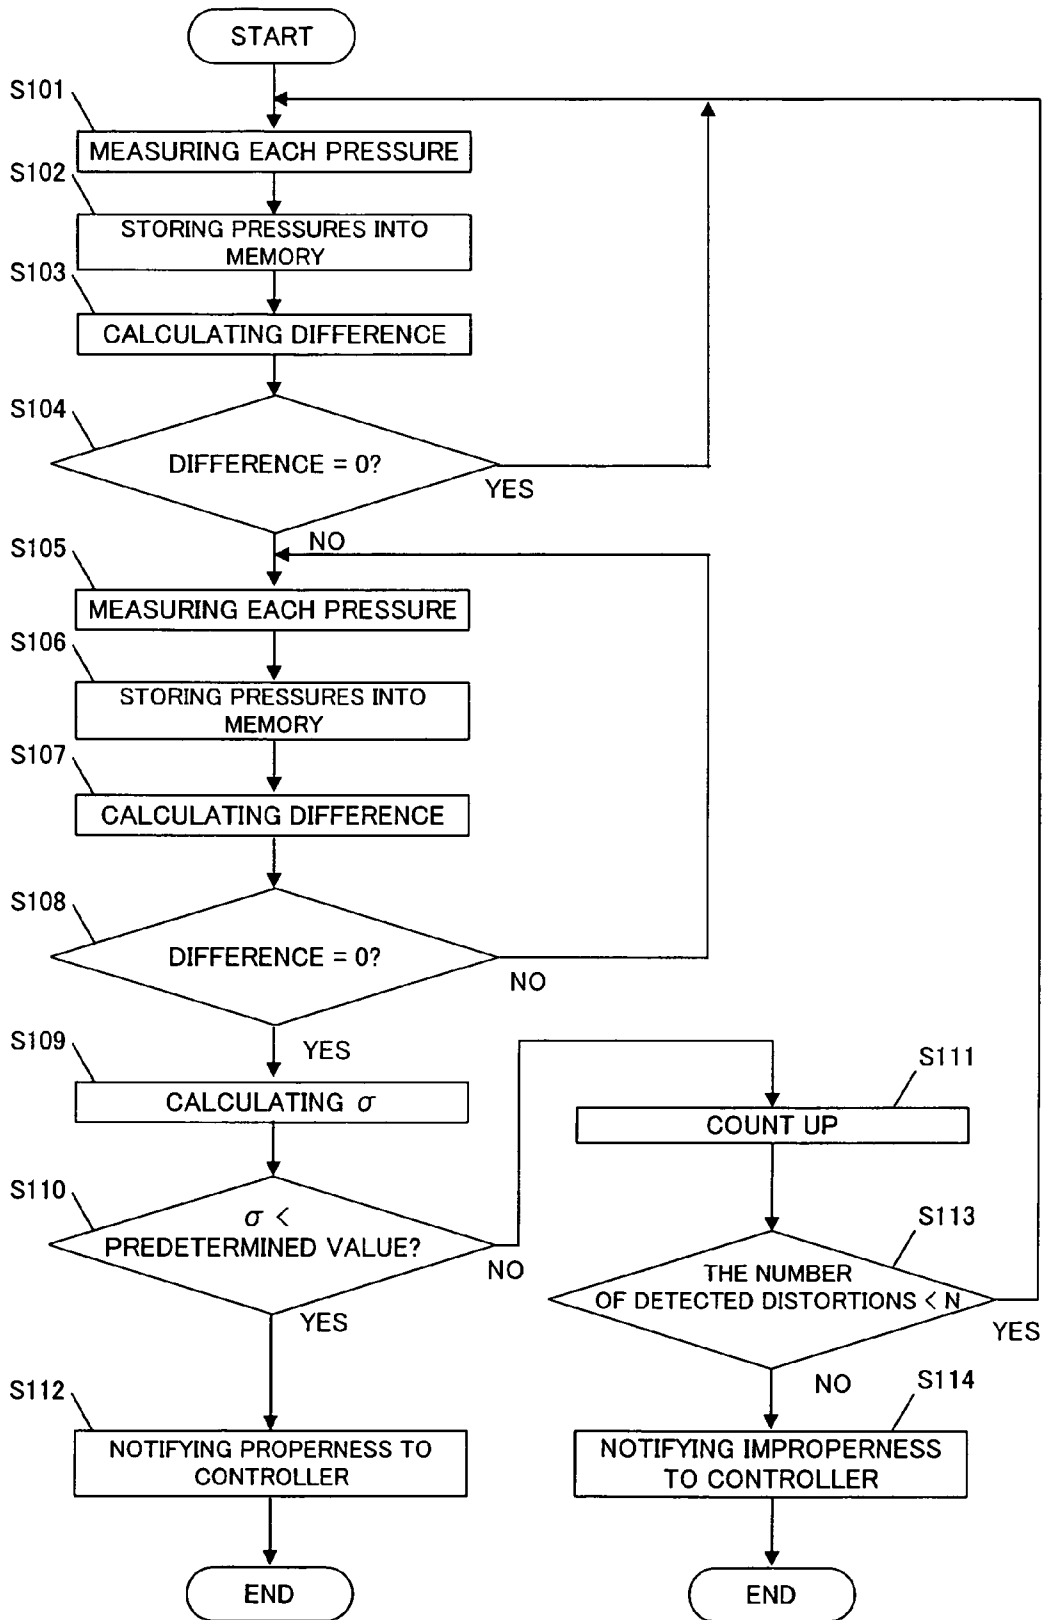 START
S101
MEASURING EACH PRESSURE
S102
STORING PRESSURES INTO
MEMORY
S103
CALCULATING DIFFERENCE
S104
DIFFERENCE = 0?
YES
NO
S105
MEASURING EACH PRESSURE
S106
STORING PRESSURES INTO
MEMORY
S107
CALCULATING DIFFERENCE
S108
DIFFERENCE = 0?
NO
YES
S109
CALCULATING σ
S110
σ <
PREDETERMINED VALUE?
NO
YES
S111
COUNT UP
S113
THE NUMBER
OF DETECTED DISTORTIONS < N
YES
NO
S112
NOTIFYING PROPERNESS TO
CONTROLLER
END
S114
NOTIFYING IMPROPERNESS
TO CONTROLLER
END